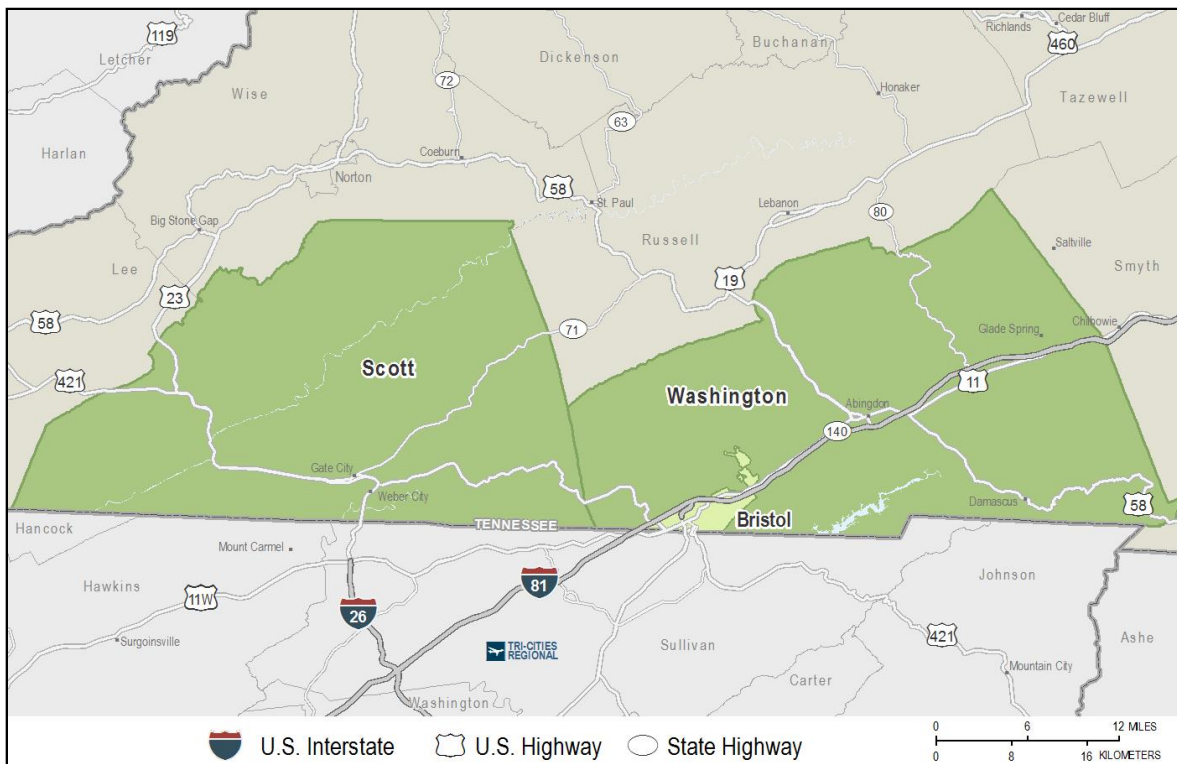 119
Letcher
Harlan
Wise
72
Dickenson
Buchanan
Richlands
Cedar Bluff
460
63
Honaker
Tazewell
Coeburn
Norton
58
St. Paul
Lebanon
80
Big Stone Gap
Lee
23
58
Russell
19
Saltville
Smyth
71
Glade Spring
Chilhowie
421
Scott
Washington
11
Abingdon
140
Gate City
Weber City
Damascus
58
Hancock
TENNESSEE
Bristol
Mount Carmel
Hawkins
11W
26
81
Johnson
Surgoinsville
TRI-CITIES
REGIONAL
Sullivan
421
Ashe
Mountain City
Carter
Washington
U.S. Interstate
U.S. Highway
State Highway
0 6 12 MILES
0 8 16 KILOMETERS